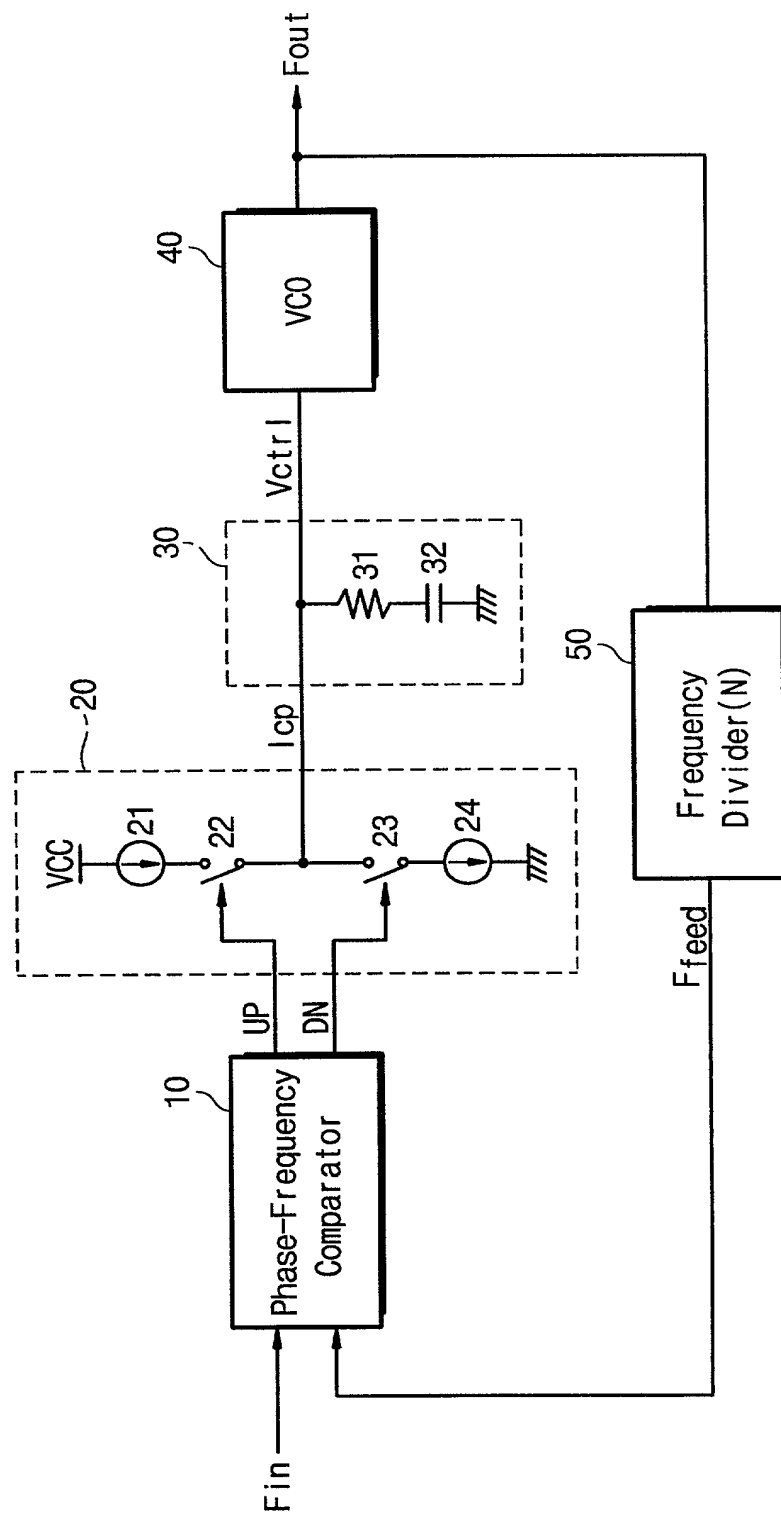 Fin
10
Phase-Frequency
Comparator
UP
DN
20
VCC
21
22
23
24
Icp
30
31
32
Vctrl
40
VCO
Fout
50
Frequency
Divider(N)
Ffeed